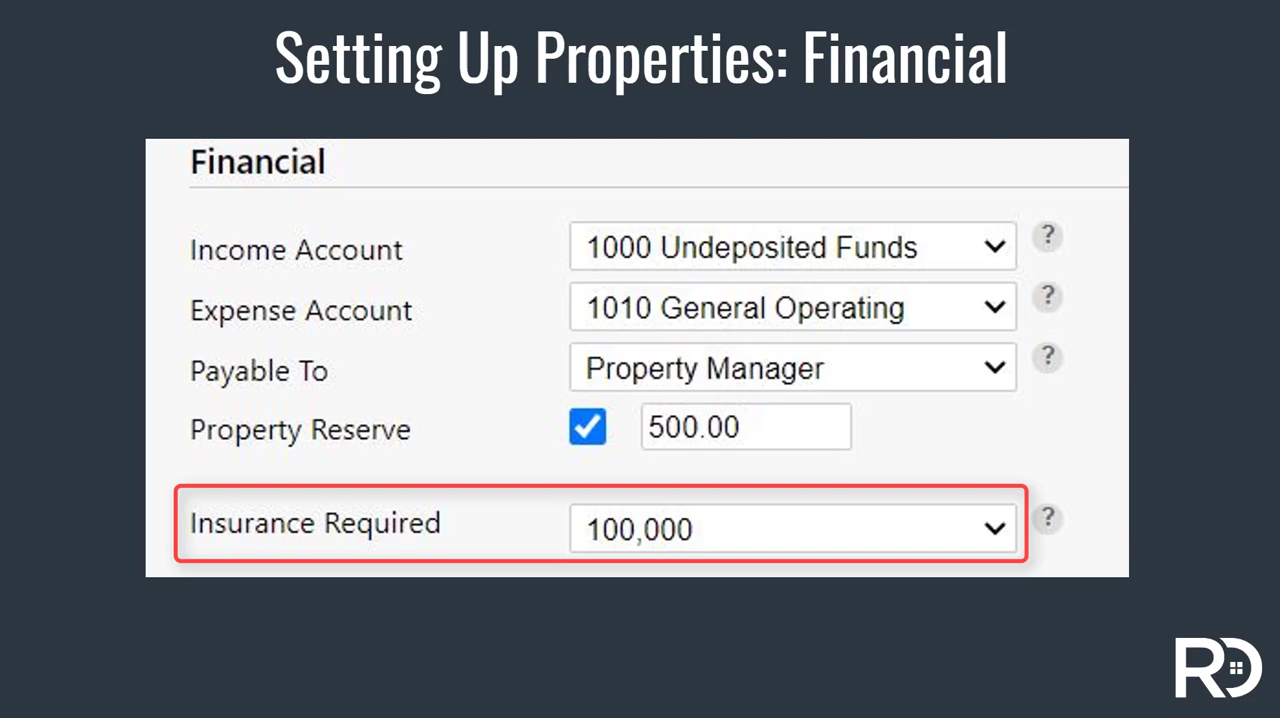 Setting Up Properties: Financial
Financial
Income Account 1000 Undeposited Funds ?
Expense Account 1010 General Operating ?
Payable To Property Manager ?
Property Reserve 500.00
Insurance Required 100,000 ?
RD